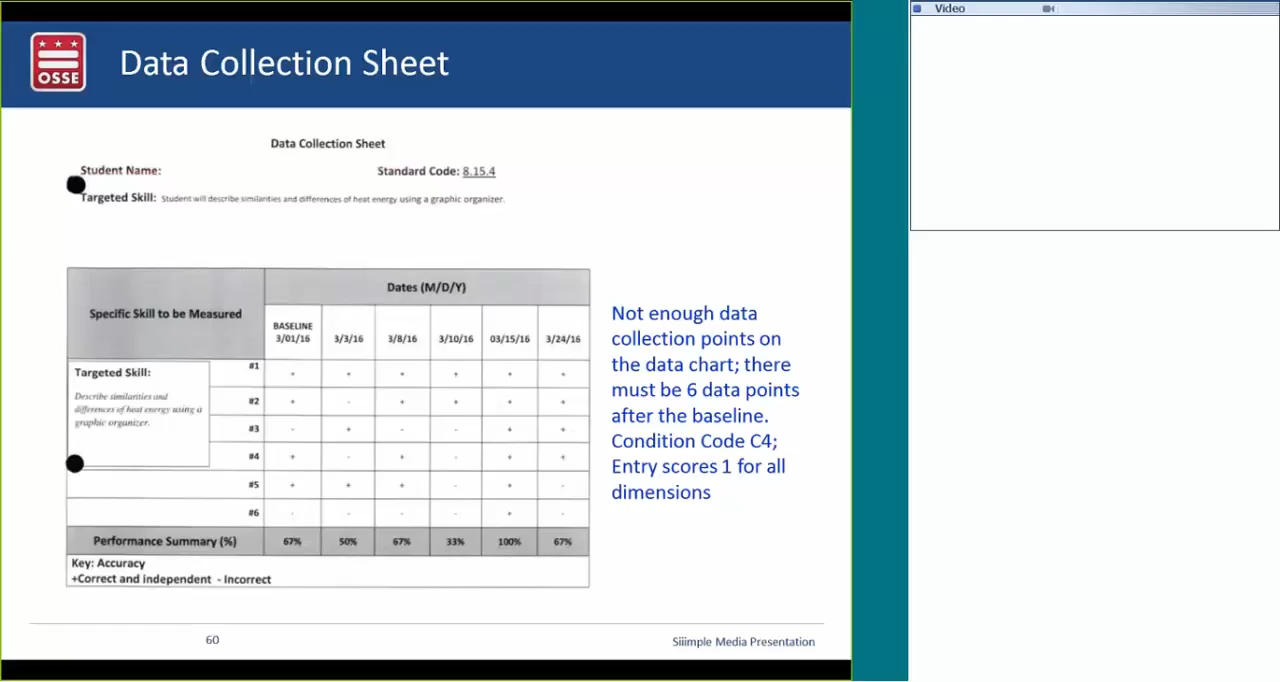 Video
OSSE
Data Collection Sheet
Data Collection Sheet
Student Name:
Standard Code: 8.15.4
Targeted Skill: Student will describe similarities and differences of heat energy using a graphic organizer.
Specific Skill to be Measured
Dates (M/D/Y)
BASELINE
3/01/16 3/3/16 3/8/16 3/10/16 03/15/16 3/24/16
Targeted Skill:
Describe similarities and
differences of heat energy using a
graphic organizer.
#1 + + + + + +
#2 + - + + + +
#3 - + - - + +
#4 + - + - + +
#5 + + + - + -
#6 - - - - + -
Performance Summary (%) 67% 50% 67% 33% 100% 67%
Key: Accuracy
+Correct and independent - Incorrect
Not enough data
collection points on
the data chart; there
must be 6 data points
after the baseline.
Condition Code C4;
Entry scores 1 for all
dimensions
60
Siiimple Media Presentation